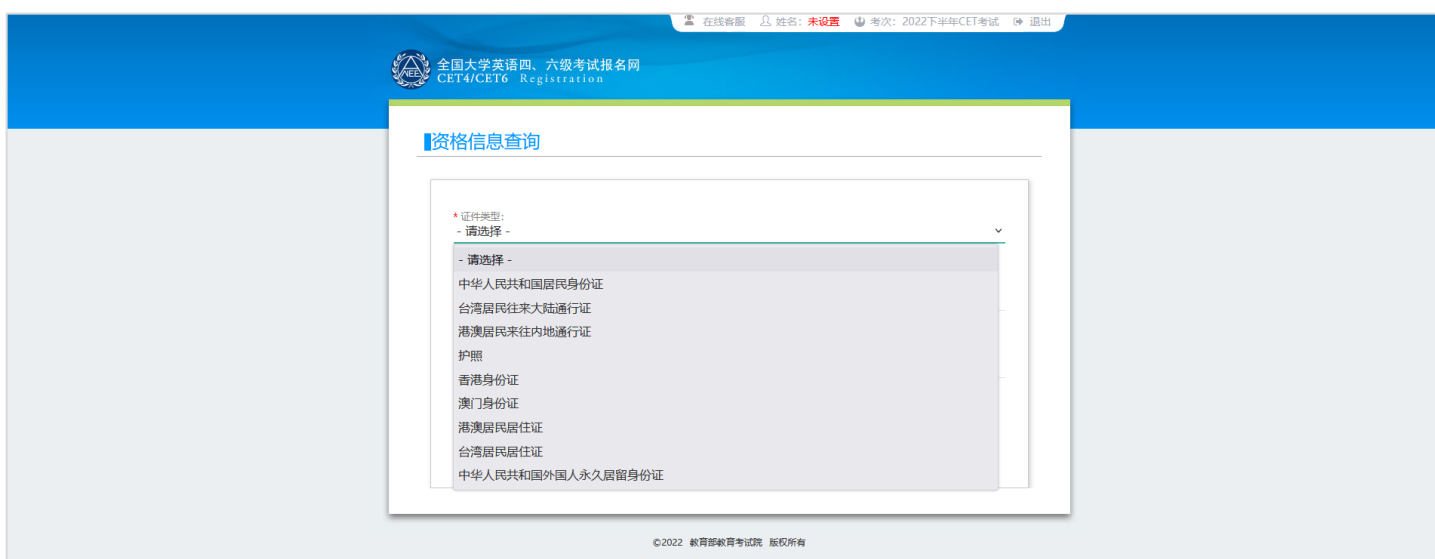 在线客服 姓名：未设置 考次：2022下半年CET考试 退出
NEEA
全国大学英语四、六级考试报名网
CET4/CET6 Registration
资格信息查询
* 证件类型：
- 请选择 -
- 请选择 -
中华人民共和国居民身份证
台湾居民往来大陆通行证
港澳居民来往内地通行证
护照
香港身份证
澳门身份证
港澳居民居住证
台湾居民居住证
中华人民共和国外国人永久居留身份证
©2022 教育部教育考试院 版权所有